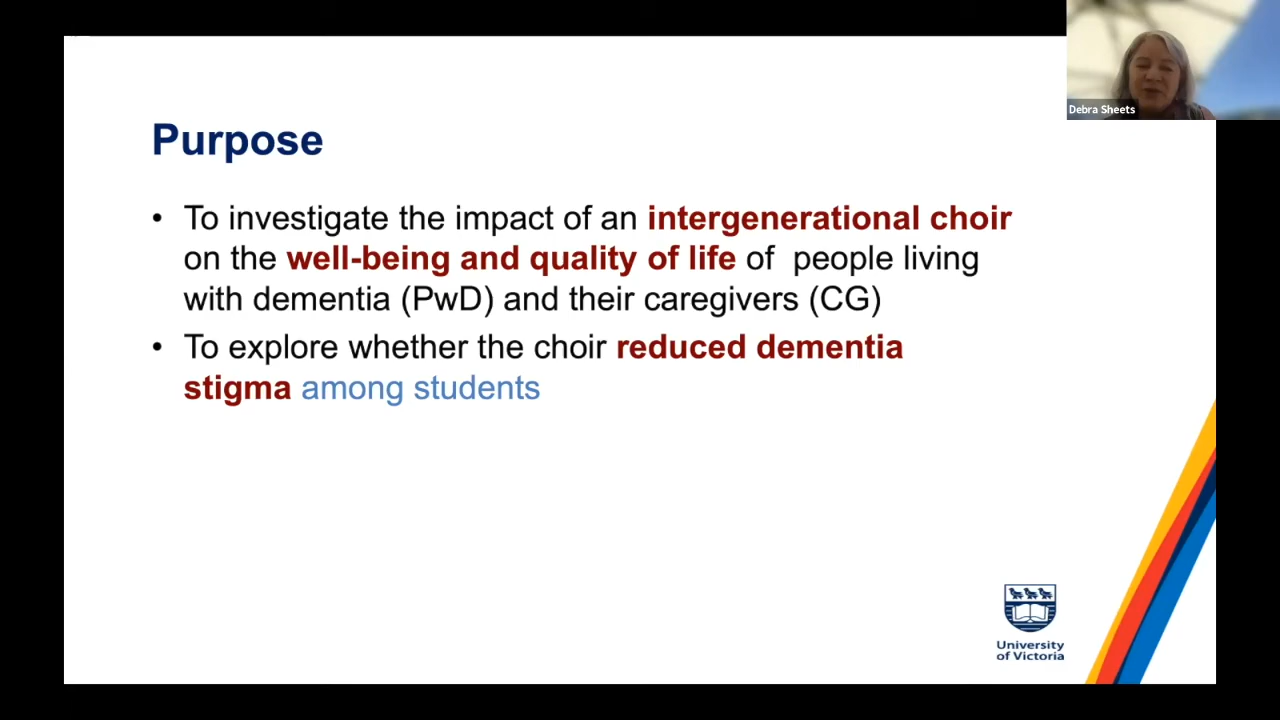 Debra Sheets
Purpose
• To investigate the impact of an intergenerational choir
on the well-being and quality of life of people living
with dementia (PwD) and their caregivers (CG)
• To explore whether the choir reduced dementia
stigma among students
University
of Victoria